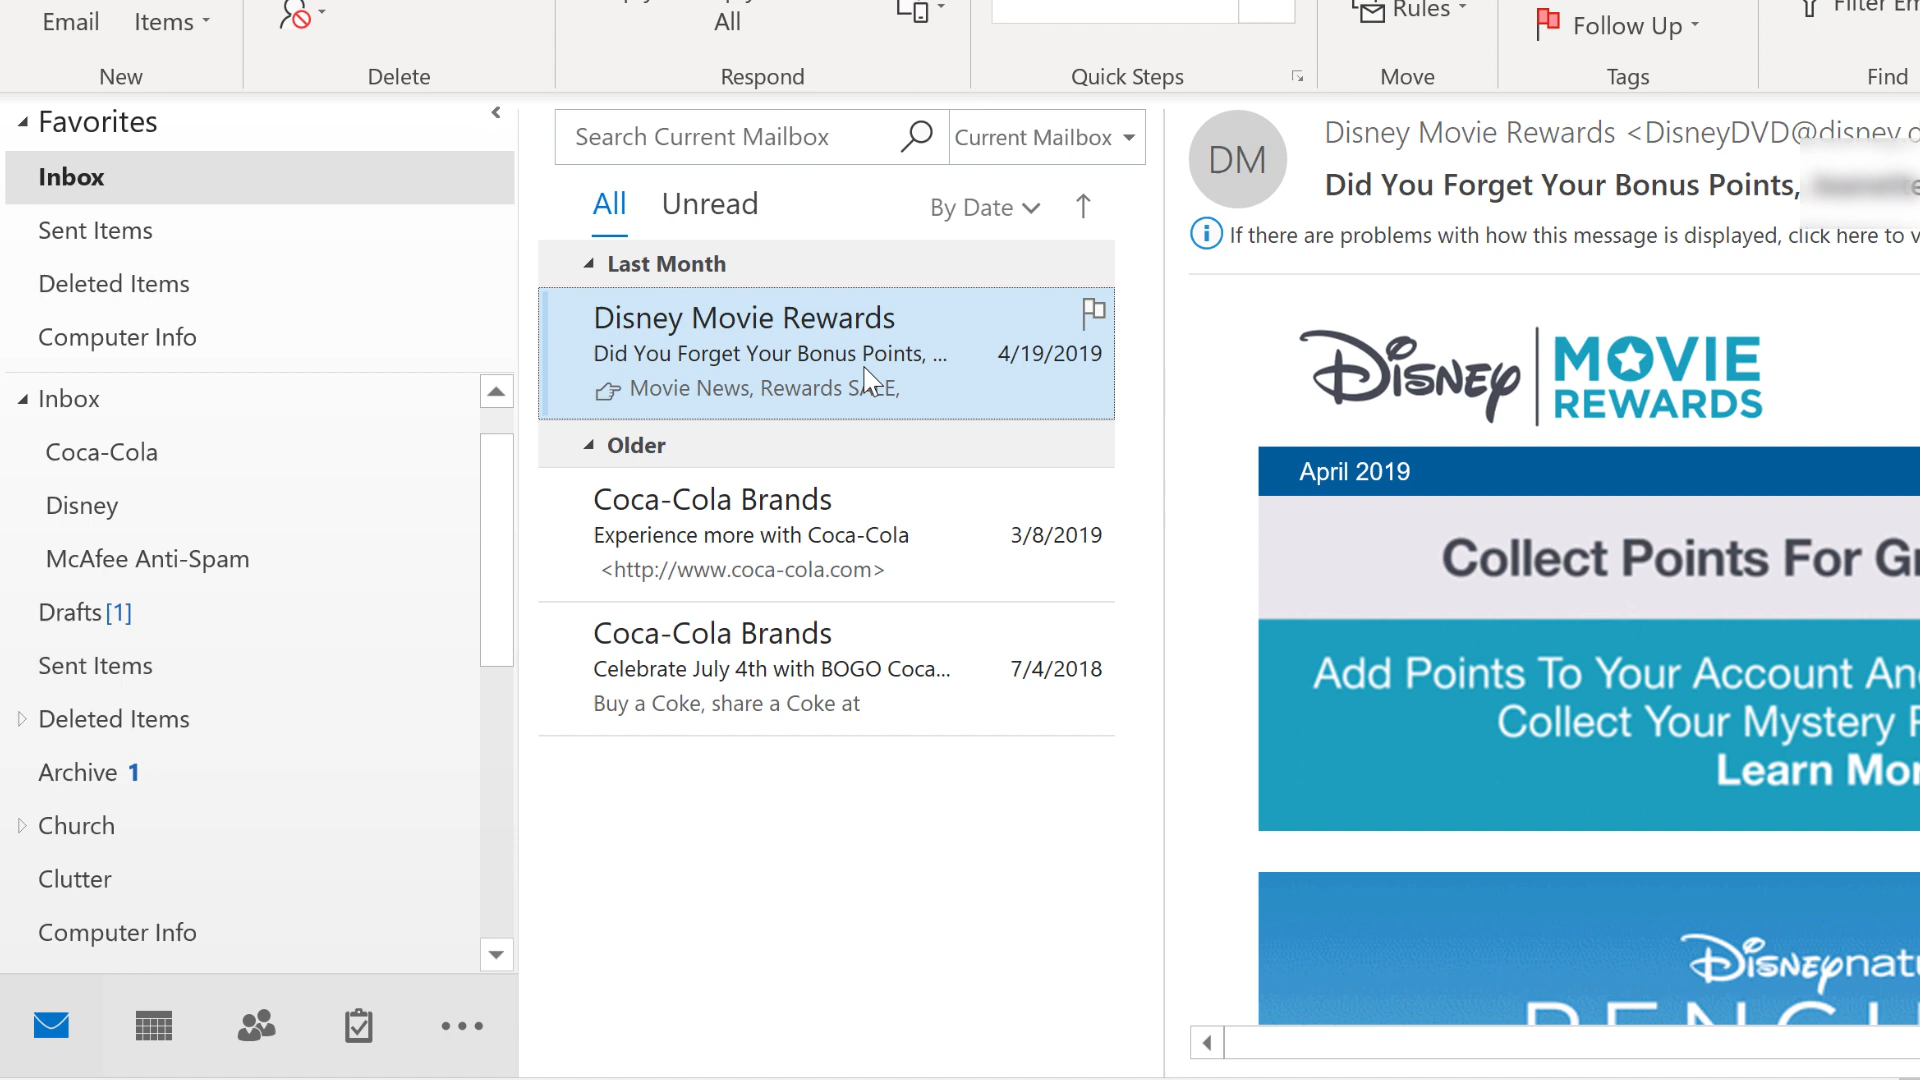 Email Items
All
Rules
Follow Up
New Delete Respond Quick Steps Move Tags Find
Favorites
Inbox
Sent Items
Deleted Items
Computer Info
Inbox
Coca-Cola
Disney
McAfee Anti-Spam
Drafts [1]
Sent Items
Deleted Items
Archive 1
Church
Clutter
Computer Info
Search Current Mailbox Current Mailbox
All Unread By Date
Last Month
Disney Movie Rewards
Did You Forget Your Bonus Points, ... 4/19/2019
Movie News, Rewards
Older
Coca-Cola Brands
Experience more with Coca-Cola 3/8/2019
<http://www.coca-cola.com>
Coca-Cola Brands
Celebrate July 4th with BOGO Coca... 7/4/2018
Buy a Coke, share a Coke at
DM
Disney Movie Rewards <DisneyDVD@disney.
Did You Forget Your Bonus Points,
If there are problems with how this message is displayed, click here to v
Disney MOVIE
REWARDS
April 2019
Collect Points For
Add Points To Your Account
Collect Your Mystery
Learn
Disneynatu